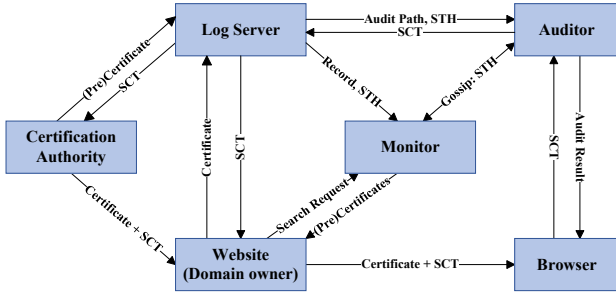 Log Server
Audit Path, STH
SCT
Auditor
(Pre)Certificate
SCT
Record, STH
Gossip: STH
Certification
Authority
Certificate
SCT
Monitor
SCT
Audit Result
Certificate + SCT
Search Request
(Pre)Certificates
Website
(Domain owner)
Certificate + SCT
Browser